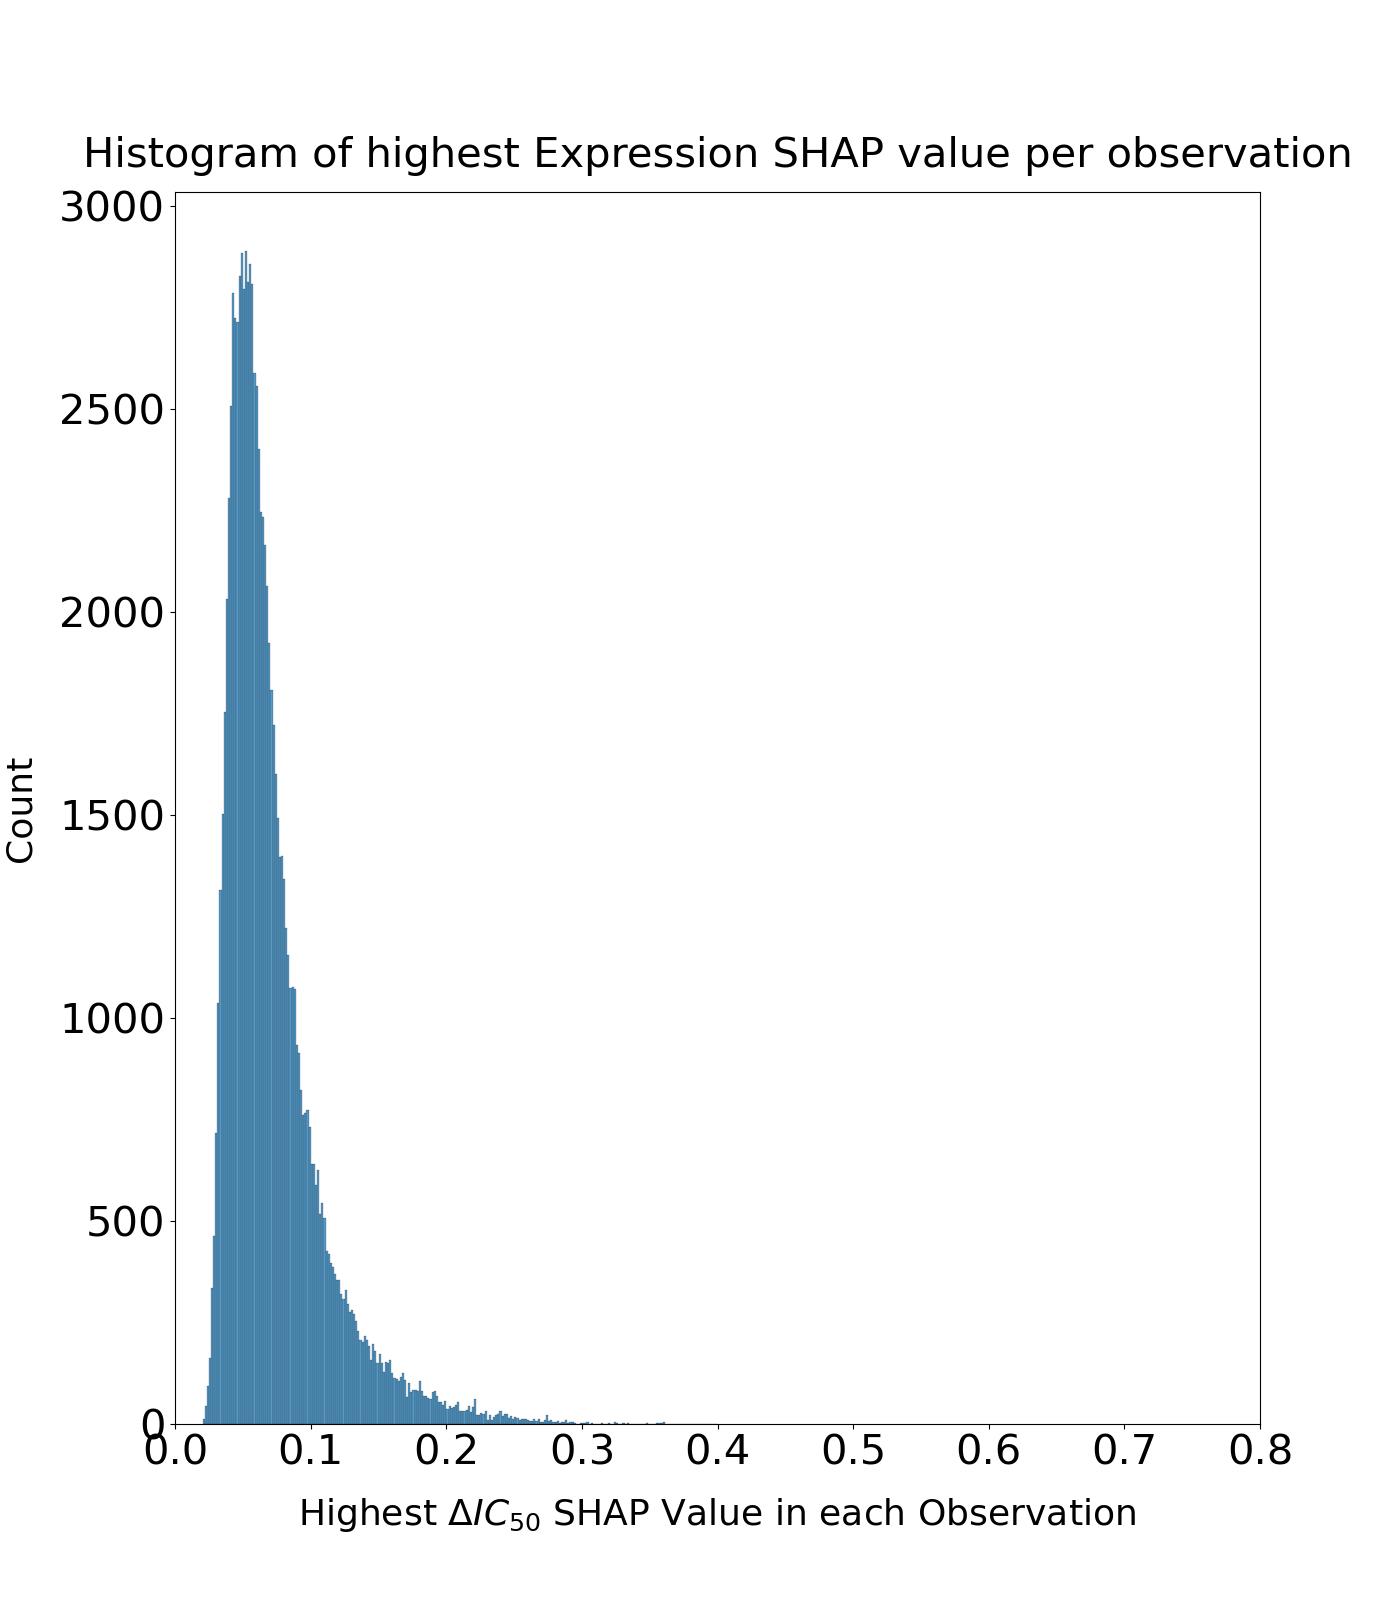 Histogram of highest Expression SHAP value per observation
3000
2500
2000
1500
1000
500
0
Count
0.0 0.1 0.2 0.3 0.4 0.5 0.6 0.7 0.8
Highest ΔIC₅₀ SHAP Value in each Observation